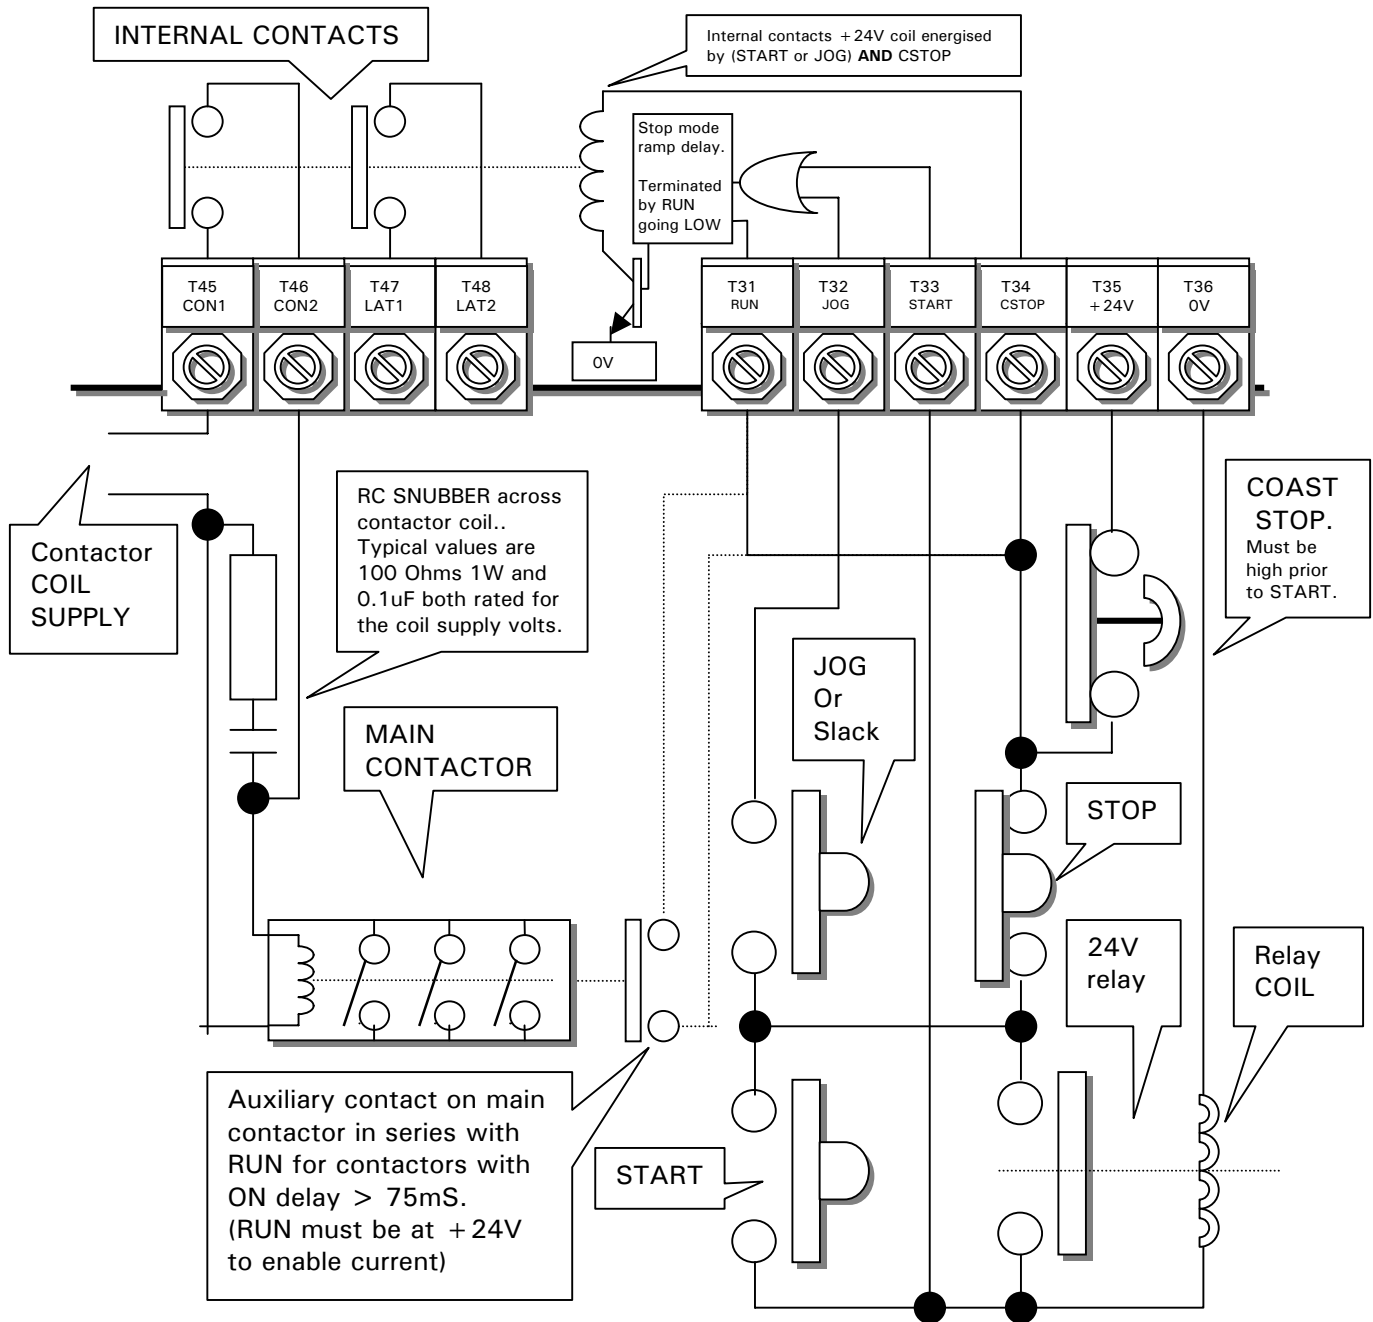 INTERNAL CONTACTS
Internal contacts +24V coil energised
by (START or JOG) AND CSTOP
Stop mode
ramp delay.
Terminated
by RUN
going LOW
T45
CON1
T46
CON2
T47
LAT1
T48
LAT2
0V
T31
RUN
T32
JOG
T33
START
T34
CSTOP
T35
+24V
T36
0V
Contactor
COIL
SUPPLY
RC SNUBBER across
contactor coil..
Typical values are
100 Ohms 1W and
0.1uF both rated for
the coil supply volts.
COAST
STOP.
Must be
high prior
to START.
MAIN
CONTACTOR
JOG
Or
Slack
STOP
24V
relay
Relay
COIL
Auxiliary contact on main
contactor in series with
RUN for contactors with
ON delay > 75mS.
(RUN must be at +24V
to enable current)
START